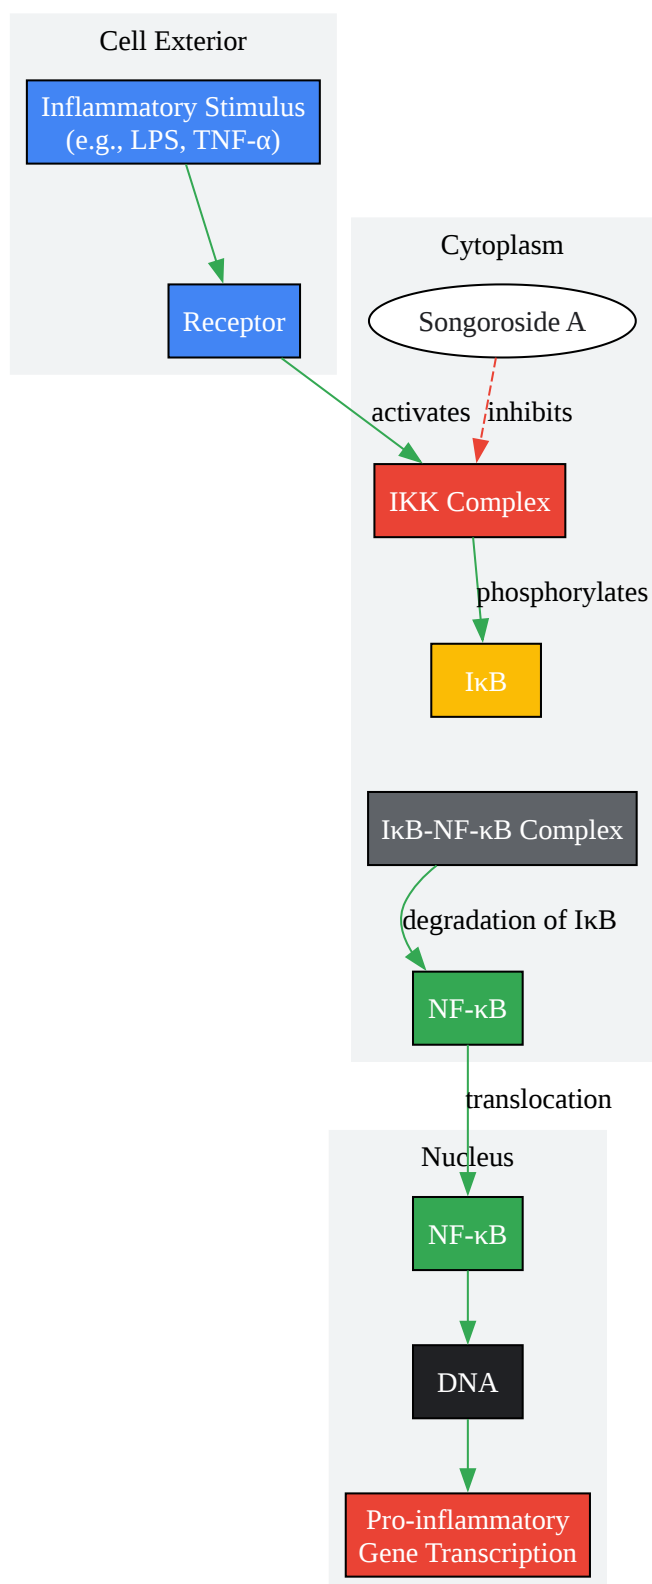 Cell Exterior
Inflammatory Stimulus
(e.g., LPS, TNF-α)
Receptor
Cytoplasm
Songoroside A
activates
inhibits
IKK Complex
phosphorylates
IκB
IκB-NF-κB Complex
degradation of IκB
NF-κB
translocation
Nucleus
NF-κB
DNA
Pro-inflammatory
Gene Transcription